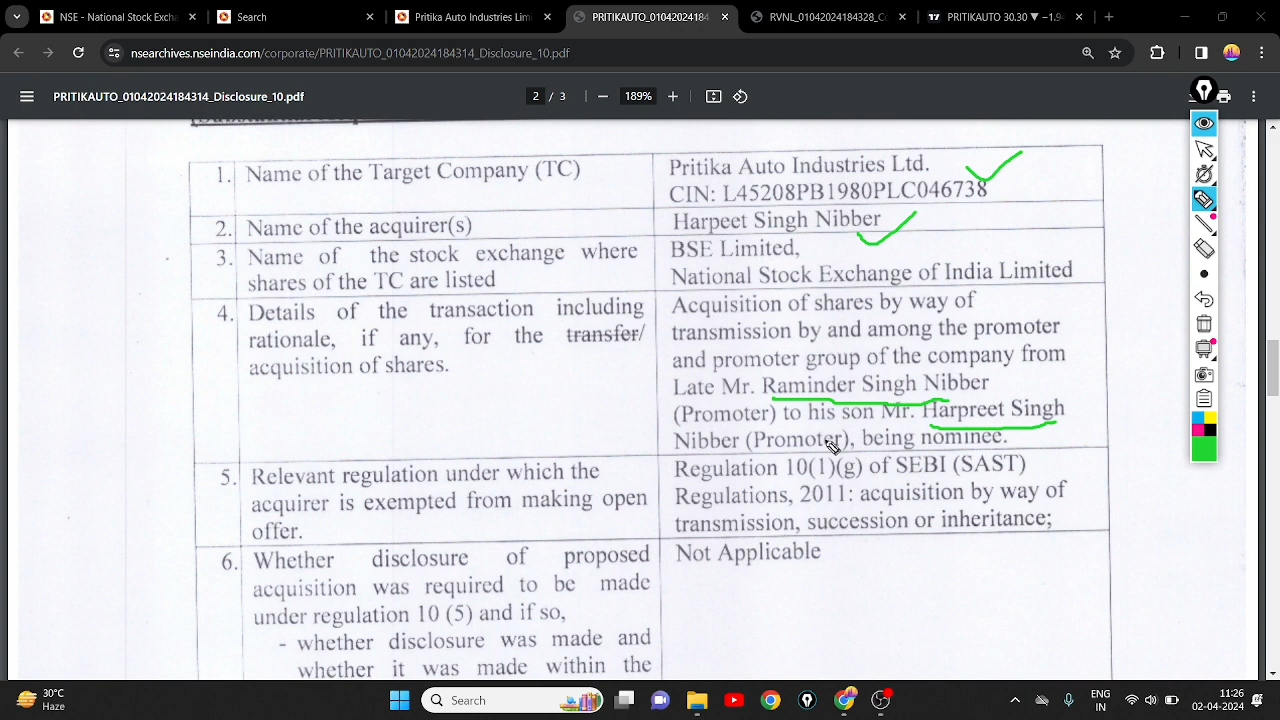 NSE - National Stock Excha
Search
Pritika Auto Industries Lim
PRITIKAUTO_01042024184
RVNL_01042024184328_Co
PRITIKAUTO 30.30 ▼ −1.9
nsearchives.nseindia.com/corporate/PRITIKAUTO_01042024184314_Disclosure_10.pdf
PRITIKAUTO_01042024184314_Disclosure_10.pdf
2 / 3
189%
1. Name of the Target Company (TC)
Pritika Auto Industries Ltd.
CIN: L45208PB1980PLC046738
2. Name of the acquirer(s)
Harpeet Singh Nibber
3. Name of the stock exchange where
shares of the TC are listed
BSE Limited,
National Stock Exchange of India Limited
4. Details of the transaction including
rationale, if any, for the transfer/
acquisition of shares.
Acquisition of shares by way of
transmission by and among the promoter
and promoter group of the company from
Late Mr. Raminder Singh Nibber
(Promoter) to his son Mr. Harpreet Singh
Nibber (Promoter), being nominee.
5. Relevant regulation under which the
acquirer is exempted from making open
offer.
Regulation 10(1)(g) of SEBI (SAST)
Regulations, 2011: acquisition by way of
transmission, succession or inheritance;
6. Whether disclosure of proposed
acquisition was required to be made
under regulation 10 (5) and if so,
- whether disclosure was made and
whether it was made within the
Not Applicable
30°C
Haze
Search
ENG
IN
11:26
02-04-2024